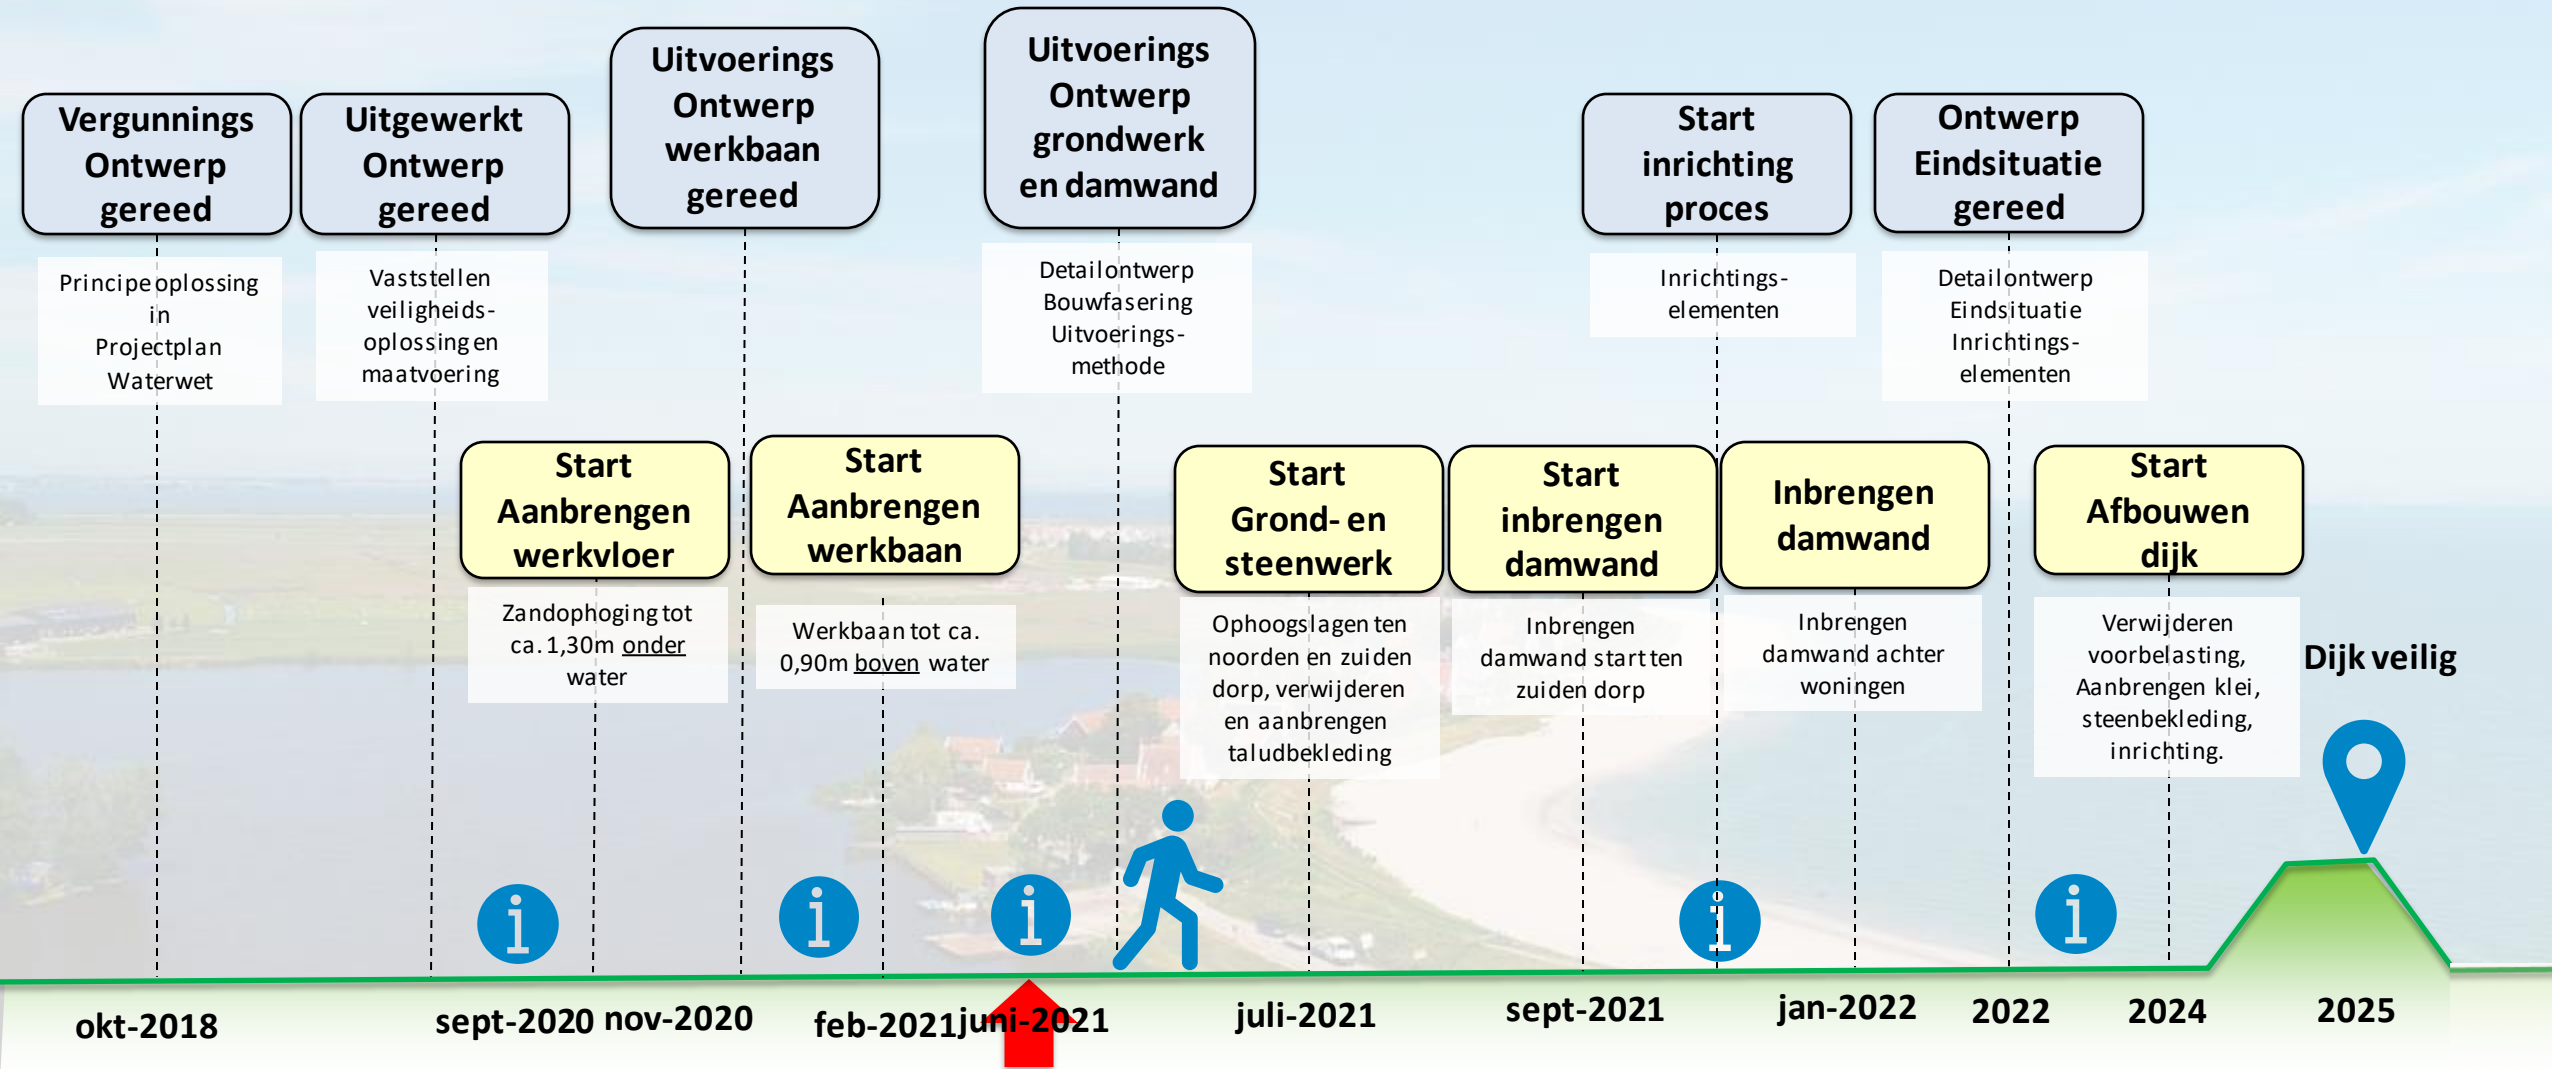 Vergunnings
Ontwerp
gereed
Principeoplossing
in
Projectplan
Waterwet
Uitgewerkt
Ontwerp
gereed
Vaststellen
veiligheids-
oplossing en
maatvoering
Uitvoerings
Ontwerp
werkbaan
gereed
Uitvoerings
Ontwerp
grondwerk
en damwand
Detailontwerp
Bouwfasering
Uitvoerings-
methode
Start
inrichting
proces
Inrichtings-
elementen
Ontwerp
Eindsituatie
gereed
Detailontwerp
Eindsituatie
Inrichtings-
elementen
Start
Aanbrengen
werkvloer
Zandophoging tot
ca. 1,30m onder
water
Start
Aanbrengen
werkbaan
Werkbaan tot ca.
0,90m boven water
Start
Grond- en
steenwerk
Ophoogslagen ten
noorden en zuiden
dorp, verwijderen
en aanbrengen
taludbekleding
Start
inbrengen
damwand
Inbrengen
damwand start ten
zuiden dorp
Inbrengen
damwand
Inbrengen
damwand achter
woningen
Start
Afbouwen
dijk
Verwijderen
voorbelasting,
Aanbrengen klei,
steenbekleding,
inrichting.
Dijk veilig
i
i
i
i
i
okt-2018
sept-2020
nov-2020
feb-2021
juni-2021
juli-2021
sept-2021
jan-2022
2022
2024
2025